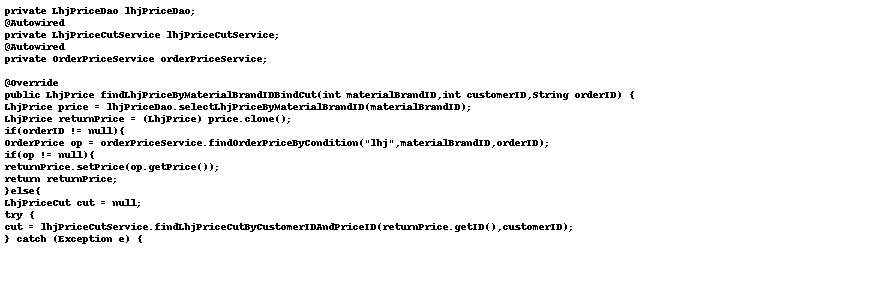 private LhjPriceDao lhjPriceDao;
@Autowired
private LhjPriceCutService lhjPriceCutService;
@Autowired
private OrderPriceService orderPriceService;
@Override
public LhjPrice findLhjPriceByMaterialBrandIDBindCut(int materialBrandID,int customerID,String orderID) {
LhjPrice price = lhjPriceDao.selectLhjPriceByMaterialBrandID(materialBrandID);
LhjPrice returnPrice = (LhjPrice) price.clone();
if(orderID != null){
OrderPrice op = orderPriceService.findOrderPriceByCondition("lhj",materialBrandID,orderID);
if(op != null){
returnPrice.setPrice(op.getPrice());
return returnPrice;
}else{
LhjPriceCut cut = null;
try {
cut = lhjPriceCutService.findLhjPriceCutByCustomerIDAndPriceID(returnPrice.getID(),customerID);
} catch (Exception e) {